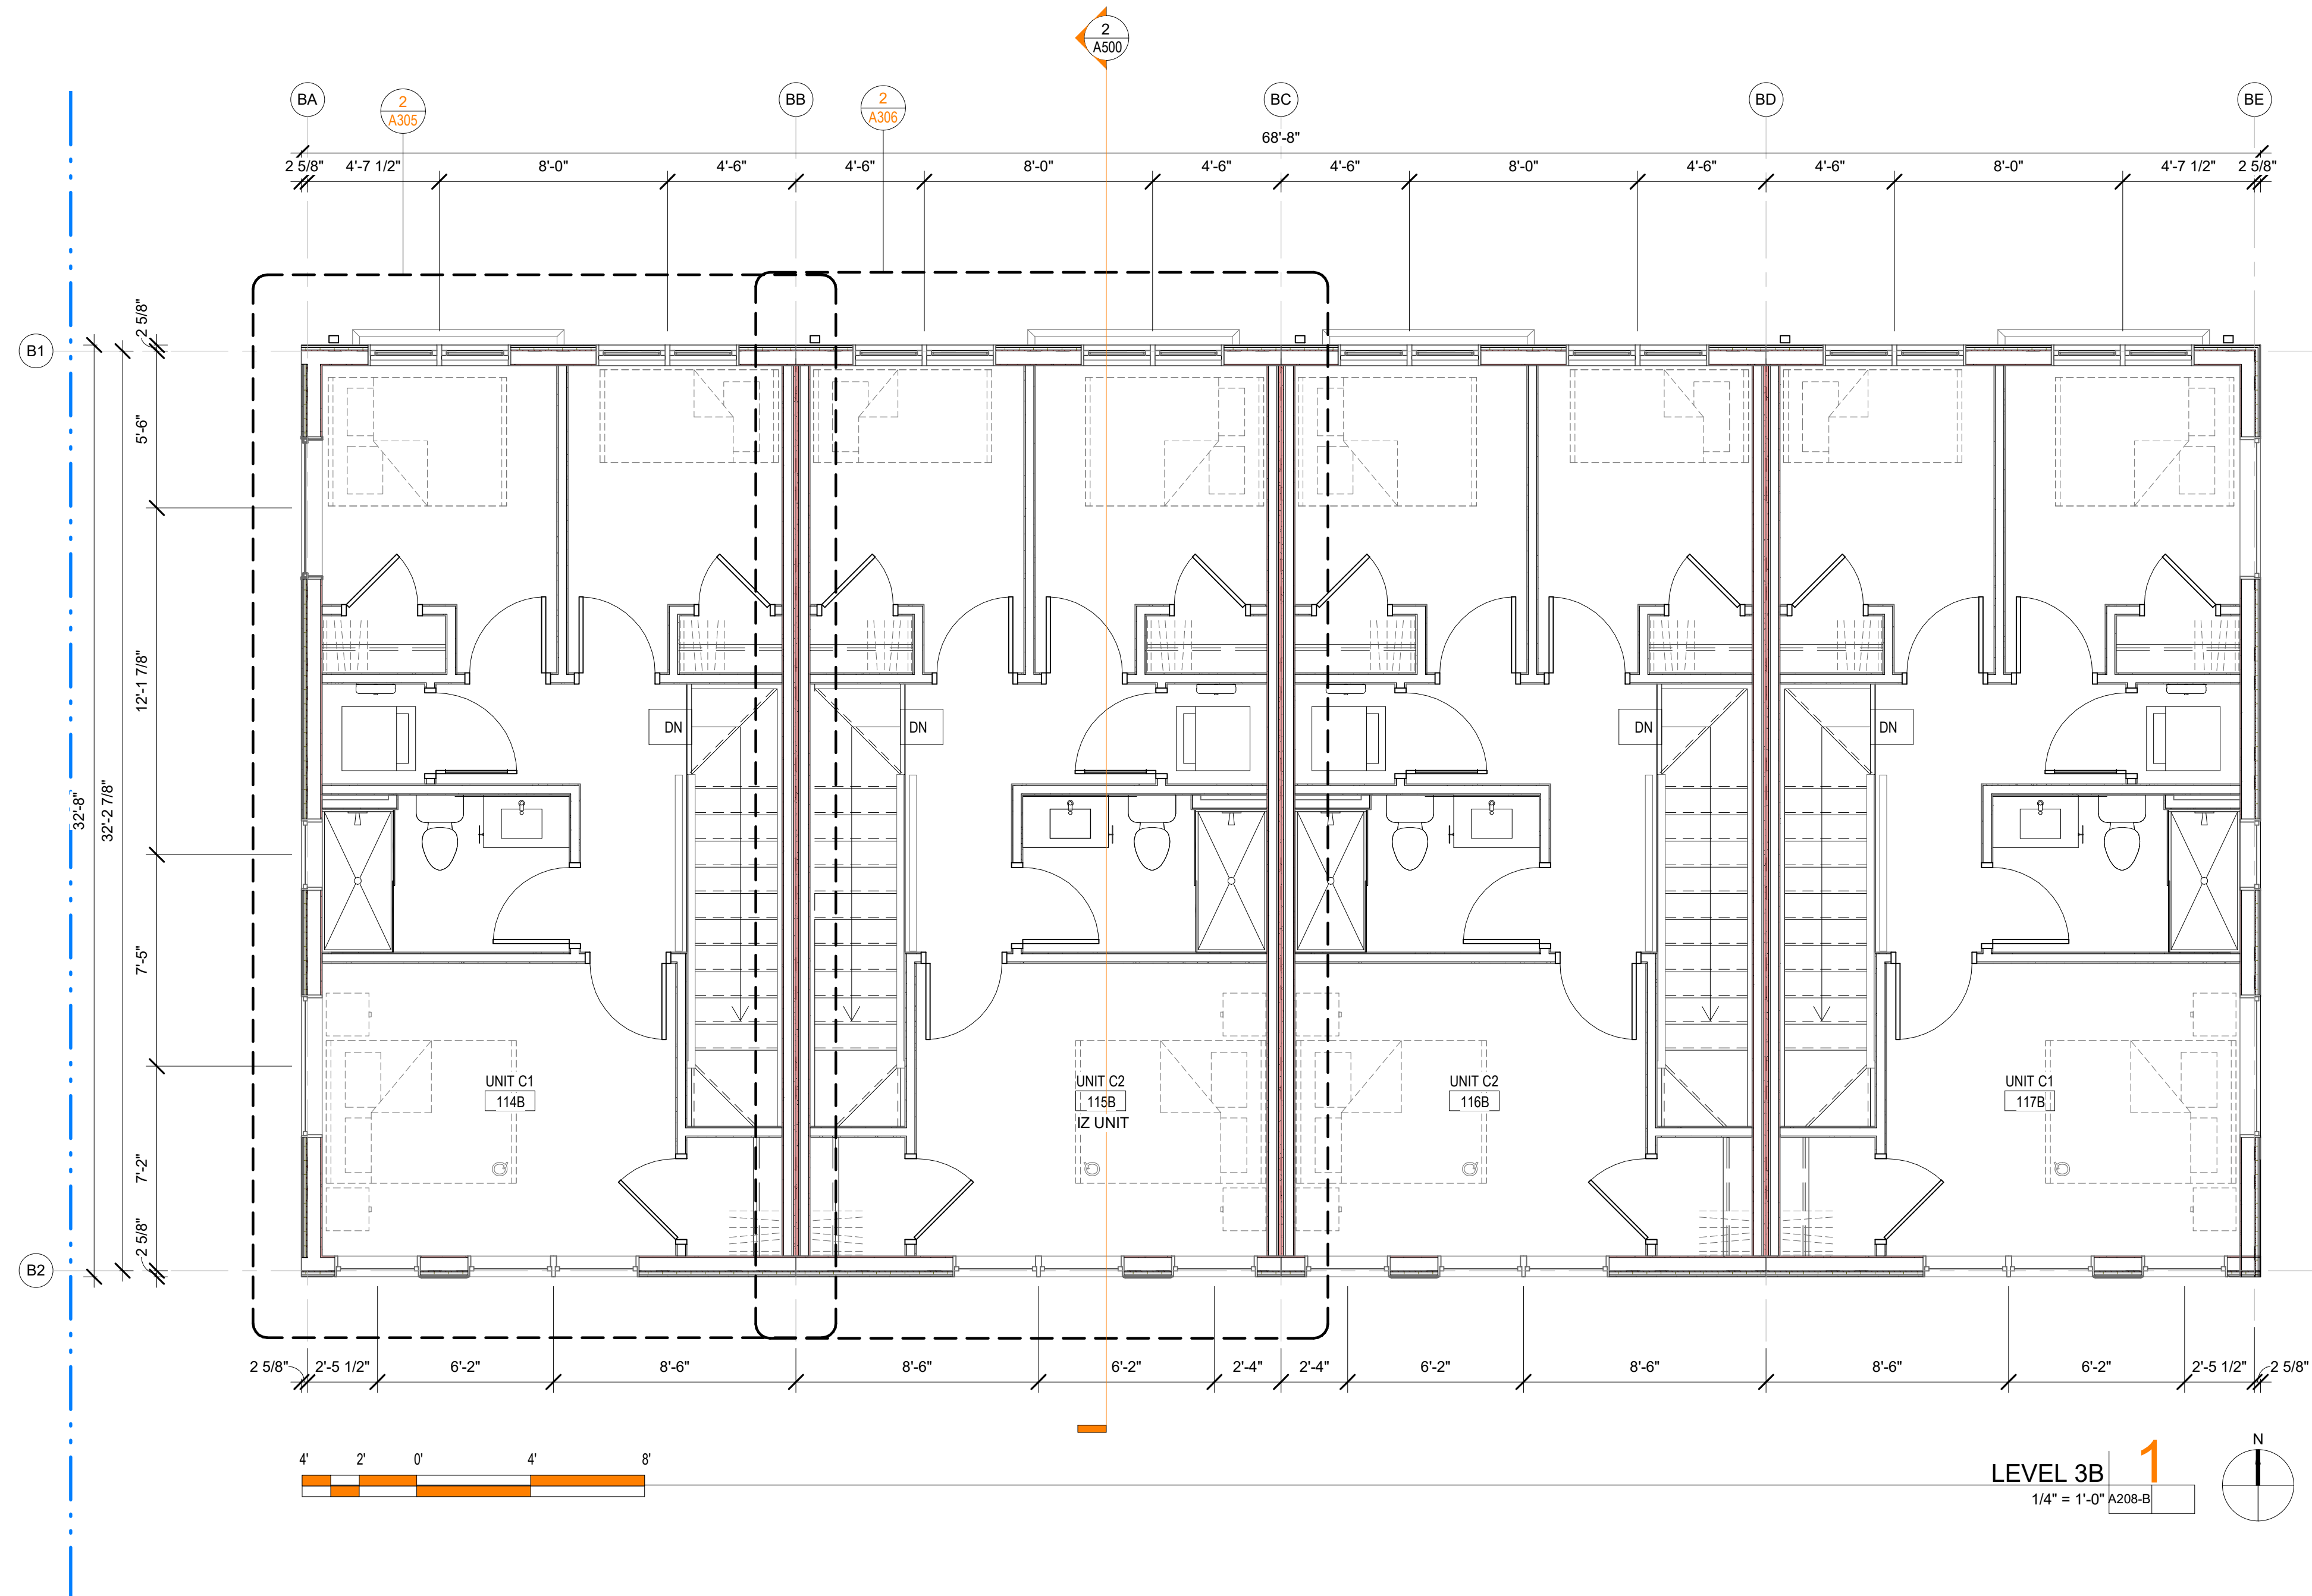 2
A500
BA
2
A305
BB
2
A306
BC
BD
BE
68'-8"
2 5/8"
4'-7 1/2"
8'-0"
4'-6"
4'-6"
8'-0"
4'-6"
4'-6"
8'-0"
4'-6"
4'-6"
8'-0"
4'-7 1/2"
2 5/8"
B1
2 5/8"
5'-6"
12'-1 7/8"
32'-8"
32'-2 7/8"
7'-5"
7'-2"
2 5/8"
B2
DN
DN
DN
DN
UNIT C1
114B
UNIT C2
115B
IZ UNIT
UNIT C2
116B
UNIT C1
117B
2 5/8"
2'-5 1/2"
6'-2"
8'-6"
8'-6"
6'-2"
2'-4"
2'-4"
6'-2"
8'-6"
8'-6"
6'-2"
2'-5 1/2"
2 5/8"
4'
2'
0'
4'
8'
LEVEL 3B
1
1/4" = 1'-0"
A208-B
N